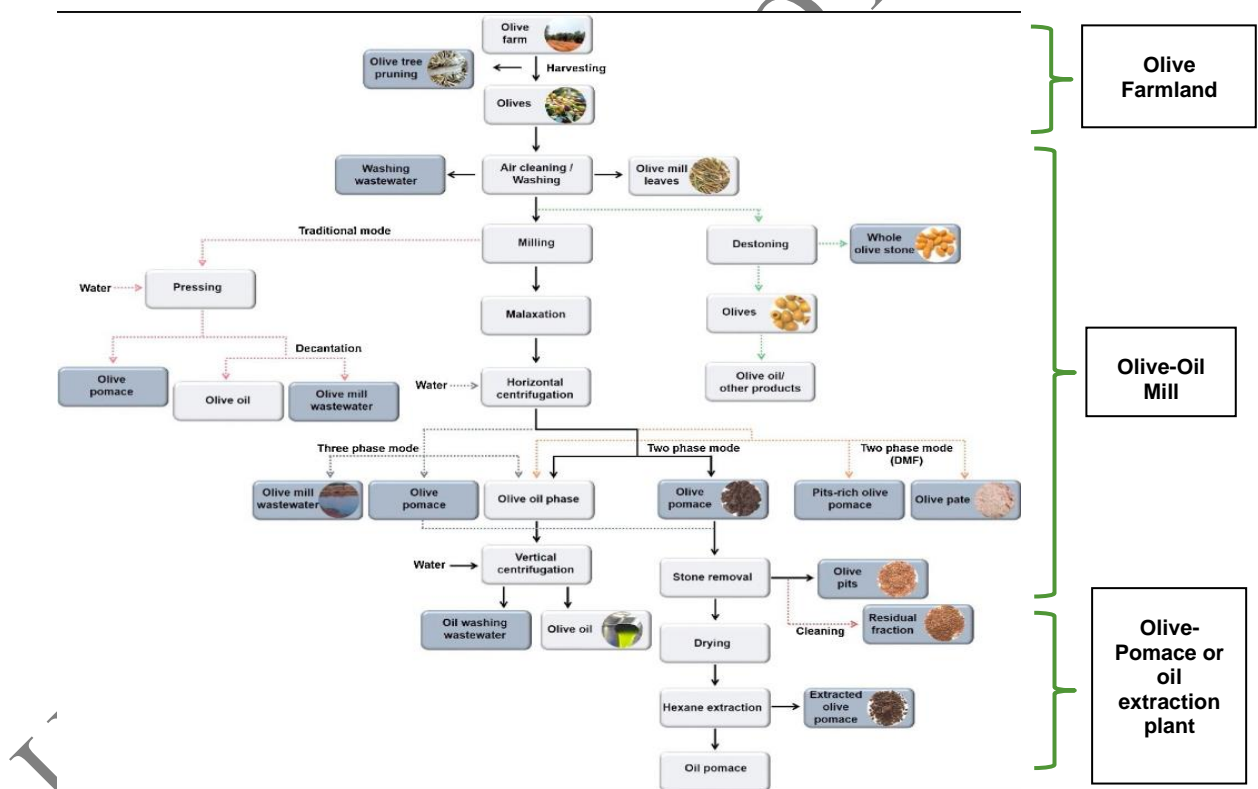 Olive
farm
Olive tree
pruning
Harvesting
Olives
Olive
Farmland
Washing
wastewater
Air cleaning /
Washing
Olive mill
leaves
Traditional mode
Milling
Destoning
Whole
olive stone
Water
Pressing
Malaxation
Olives
Decantation
Olive
pomace
Olive oil
Olive mill
wastewater
Water
Horizontal
centrifugation
Olive oil/
other products
Olive-Oil
Mill
Three phase mode
Two phase mode
Two phase mode
(DMF)
Olive mill
wastewater
Olive
pomace
Olive oil phase
Olive
pomace
Pits-rich olive
pomace
Olive pate
Water
Vertical
centrifugation
Stone removal
Olive
pits
Oil washing
wastewater
Olive oil
Cleaning
Residual
fraction
Drying
Hexane extraction
Extracted
olive
pomace
Oil pomace
Olive-
Pomace or
oil
extraction
plant